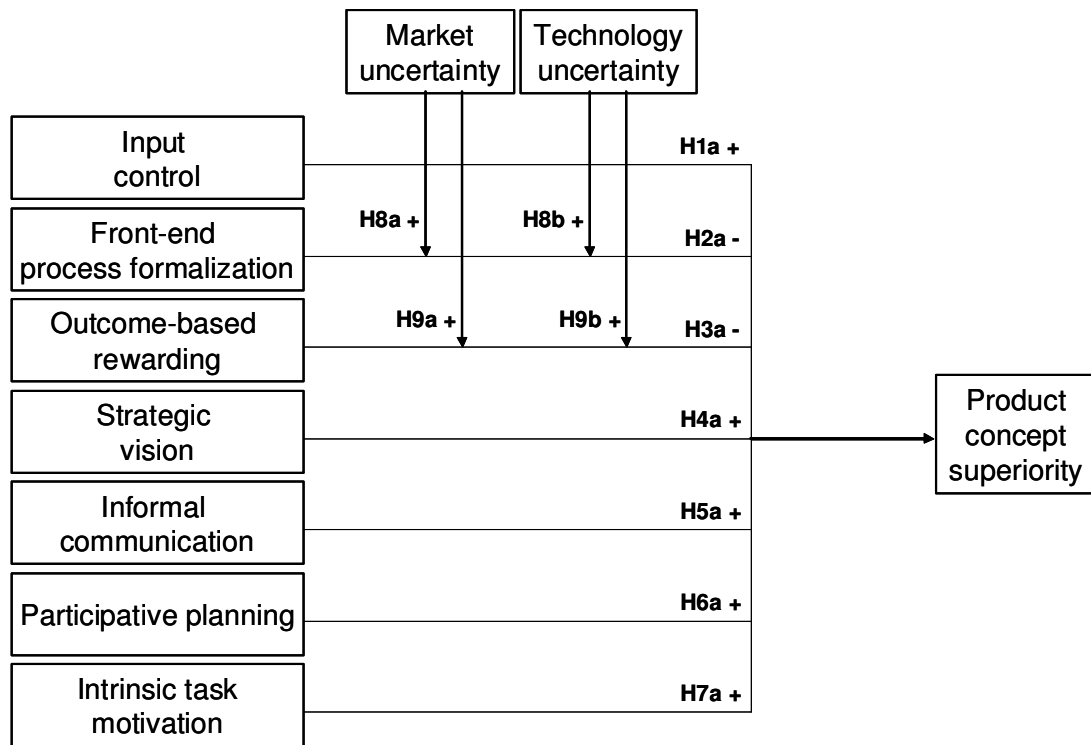 Market
uncertainty
Technology
uncertainty
Input
control
H1a +
Front-end
process formalization
H8a +
H8b +
H2a -
Outcome-based
rewarding
H9a +
H9b +
H3a -
Strategic
vision
H4a +
Product
concept
superiority
Informal
communication
H5a +
Participative planning
H6a +
Intrinsic task
motivation
H7a +